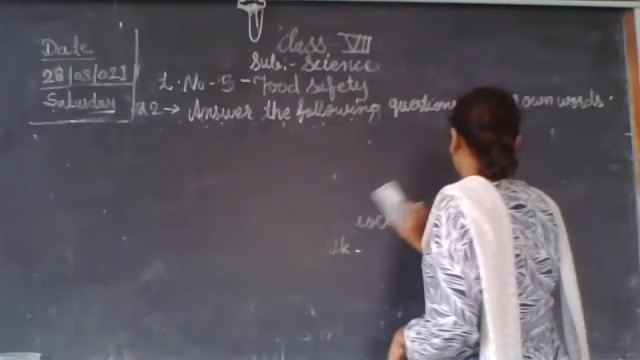 Date
28/08/021
Saturday
Class - VII
Sub:- Science
L. No - 5 - Food Safety
Q2 → Answer the following question own words.